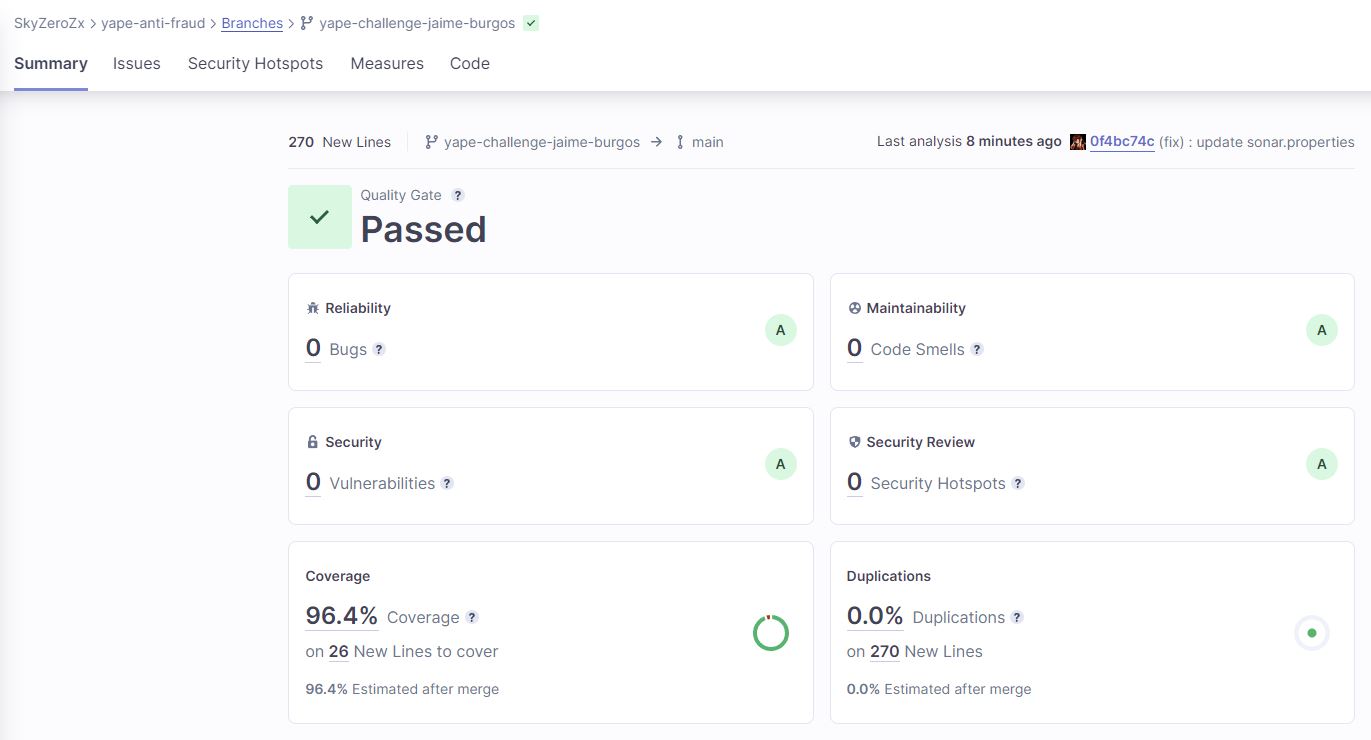 SkyZeroZx > yape-anti-fraud > Branches > yape-challenge-jaime-burgos
Summary Issues Security Hotspots Measures Code
270 New Lines yape-challenge-jaime-burgos → main Last analysis 8 minutes ago 0f4bc74c (fix) : update sonar.properties
Quality Gate ?
Passed
Reliability
0 Bugs ?
A
Maintainability
0 Code Smells ?
A
Security
0 Vulnerabilities ?
A
Security Review
0 Security Hotspots ?
A
Coverage
96.4% Coverage ?
on 26 New Lines to cover
96.4% Estimated after merge
Duplications
0.0% Duplications ?
on 270 New Lines
0.0% Estimated after merge